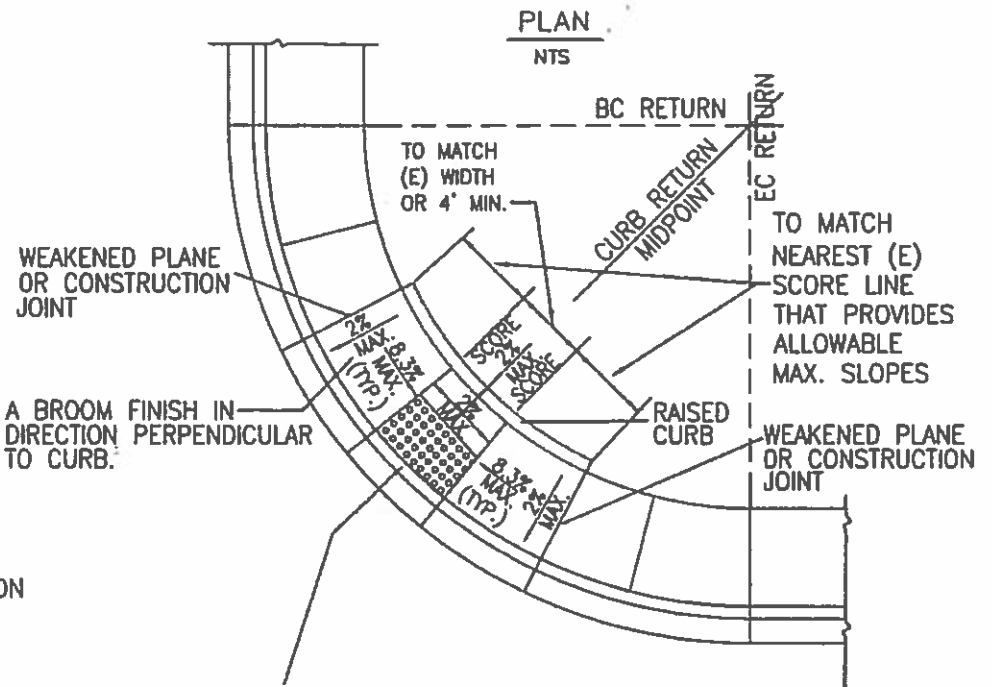 PLAN
NTS
BC RETURN
EC RETURN
TO MATCH
(E) WIDTH
OR 4' MIN.
CURB RETURN
MIDPOINT
TO MATCH
NEAREST (E)
SCORE LINE
THAT PROVIDES
ALLOWABLE
MAX. SLOPES
WEAKENED PLANE
OR CONSTRUCTION
JOINT
2%
MAX.
8.3%
MAX.
(TYP.)
SCORE
2%
MAX
SCORE
2%
MAX.
A BROOM FINISH IN
DIRECTION PERPENDICULAR
TO CURB.
RAISED
CURB
WEAKENED PLANE
OR CONSTRUCTION
JOINT
8.3%
MAX.
(TYP.)
2%
MAX.
ON